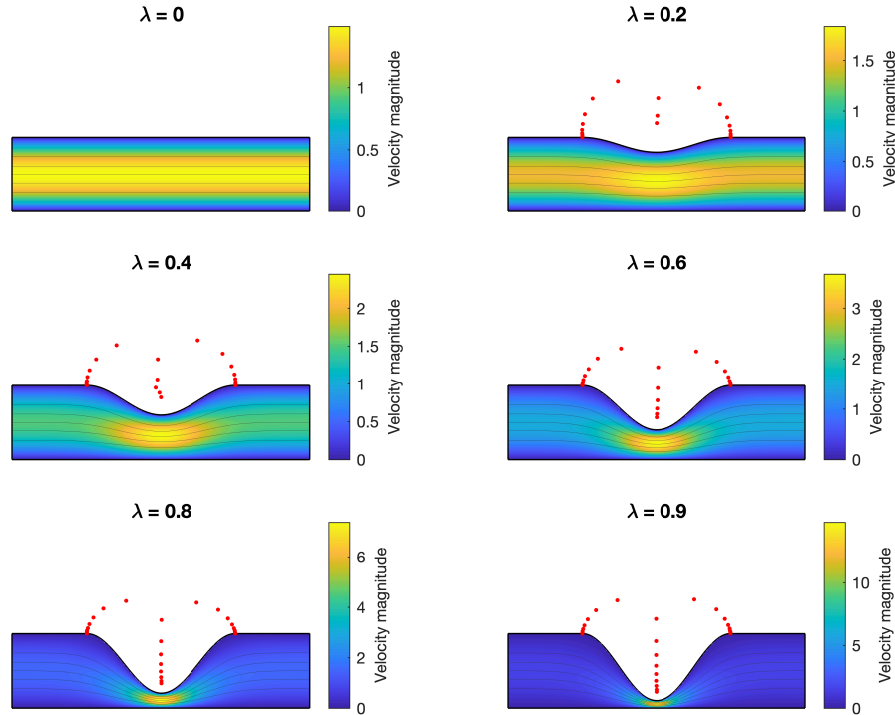 λ = 0
1
0.5
0
Velocity magnitude
λ = 0.2
1.5
1
0.5
0
Velocity magnitude
λ = 0.4
2
1
0.5
0
Velocity magnitude
λ = 0.6
3
2
1
0
Velocity magnitude
λ = 0.8
6
4
2
0
Velocity magnitude
λ = 0.9
10
5
0
Velocity magnitude